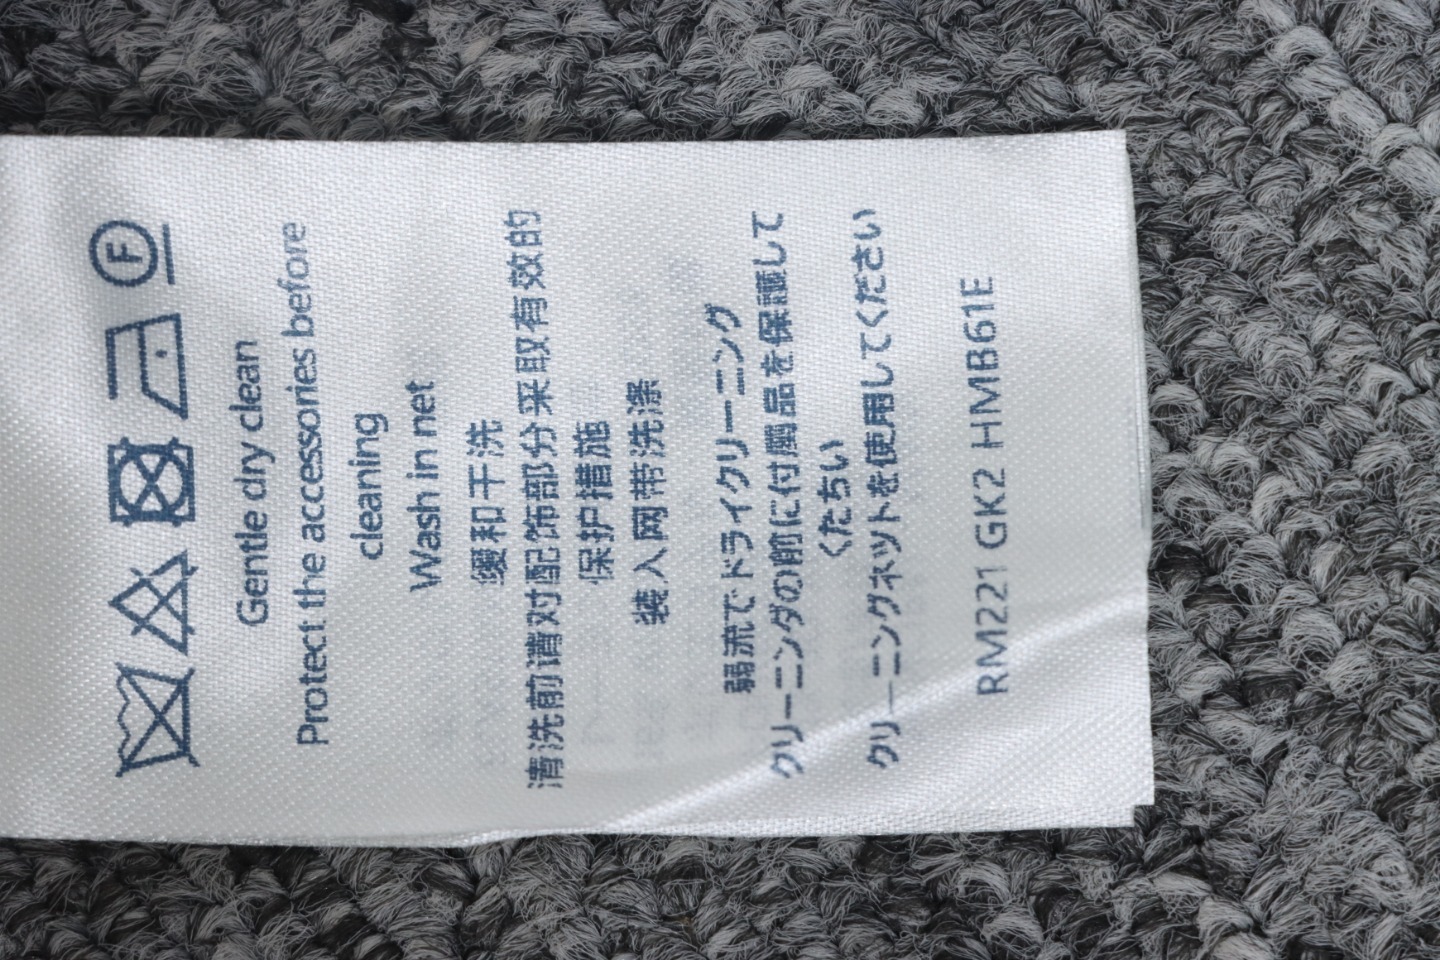 F
Gentle dry clean
Protect the accessories before
cleaning
Wash in net
缓和干洗
清洗前请对配饰部分采取有效的
保护措施
装入网带洗涤
弱流でドライクリーニング
クリーニンダの前に付属品を保護して
くたちい
クリーニングネットを使用してください
RM221 GK2 HMB61E